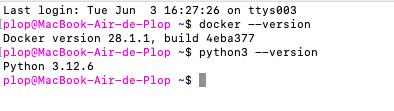 Last login: Tue Jun  3 16:27:26 on ttys003
[plop@MacBook-Air-de-Plop ~$ docker --version
Docker version 28.1.1, build 4eba377
[plop@MacBook-Air-de-Plop ~$ python3 --version
Python 3.12.6
plop@MacBook-Air-de-Plop ~$